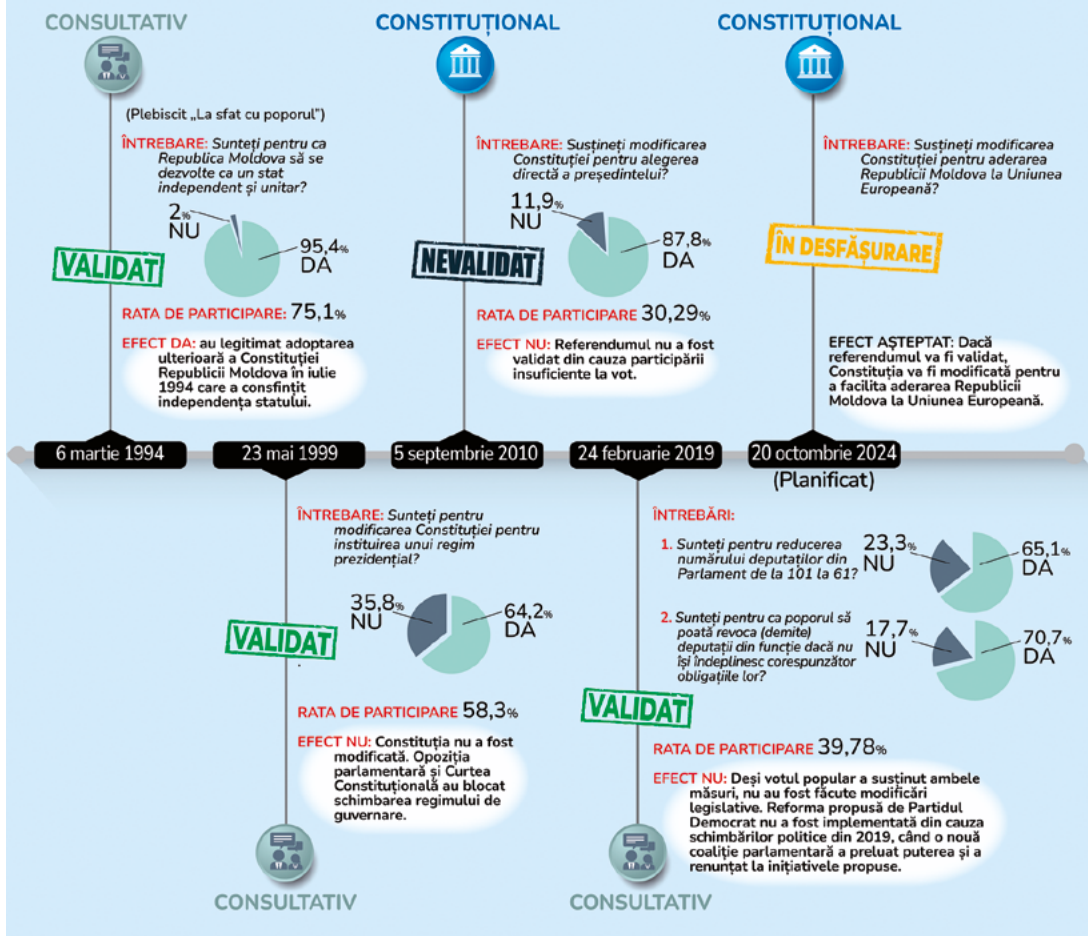 CONSULTATIV
(Plebiscit „La sfat cu poporul”)
ÎNTREBARE: Sunteți pentru ca
Republica Moldova să se
dezvolte ca un stat
independent și unitar?
2%
NU
95,4%
DA
VALIDAT
RATA DE PARTICIPARE: 75,1%
EFECT DA: au legitimat adoptarea
ulterioară a Constituției
Republicii Moldova în iulie
1994 care a consfințit
independența statului.
6 martie 1994
CONSTITUȚIONAL
ÎNTREBARE: Susțineți modificarea
Constituției pentru alegerea
directă a președintelui?
11,9%
NU
87,8%
DA
NEVALIDAT
RATA DE PARTICIPARE 30,29%
EFECT NU: Referendumul nu a fost
validat din cauza participării
insuficiente la vot.
5 septembrie 2010
CONSTITUȚIONAL
ÎNTREBARE: Susțineți modificarea
Constituției pentru aderarea
Republicii Moldova la Uniunea
Europeană?
ÎN DESFĂȘURARE
EFECT AȘTEPTAT: Dacă
referendumul va fi validat,
Constituția va fi modificată pentru
a facilita aderarea Republicii
Moldova la Uniunea Europeană.
20 octombrie 2024
(Planificat)
23 mai 1999
ÎNTREBARE: Sunteți pentru
modificarea Constituției pentru
instituirea unui regim
prezidențial?
35,8%
NU
64,2%
DA
VALIDAT
RATA DE PARTICIPARE 58,3%
EFECT NU: Constituția nu a fost
modificată. Opoziția
parlamentară și Curtea
Constituțională au blocat
schimbarea regimului de
guvernare.
CONSULTATIV
24 februarie 2019
ÎNTREBĂRI:
1. Sunteți pentru reducerea
numărului deputaților din
Parlament de la 101 la 61?
23,3%
NU
65,1%
DA
2. Sunteți pentru ca poporul să
poată revoca (demite)
deputații din funcție dacă nu
își îndeplinesc corespunzător
obligațiile lor?
17,7%
NU
70,7%
DA
VALIDAT
RATA DE PARTICIPARE 39,78%
EFECT NU: Deși votul popular a susținut ambele
măsuri, nu au fost făcute modificări
legislative. Reforma propusă de Partidul
Democrat nu a fost implementată din cauza
schimbărilor politice din 2019, când o nouă
coaliție parlamentară a preluat puterea și a
renunțat la inițiativele propuse.
CONSULTATIV